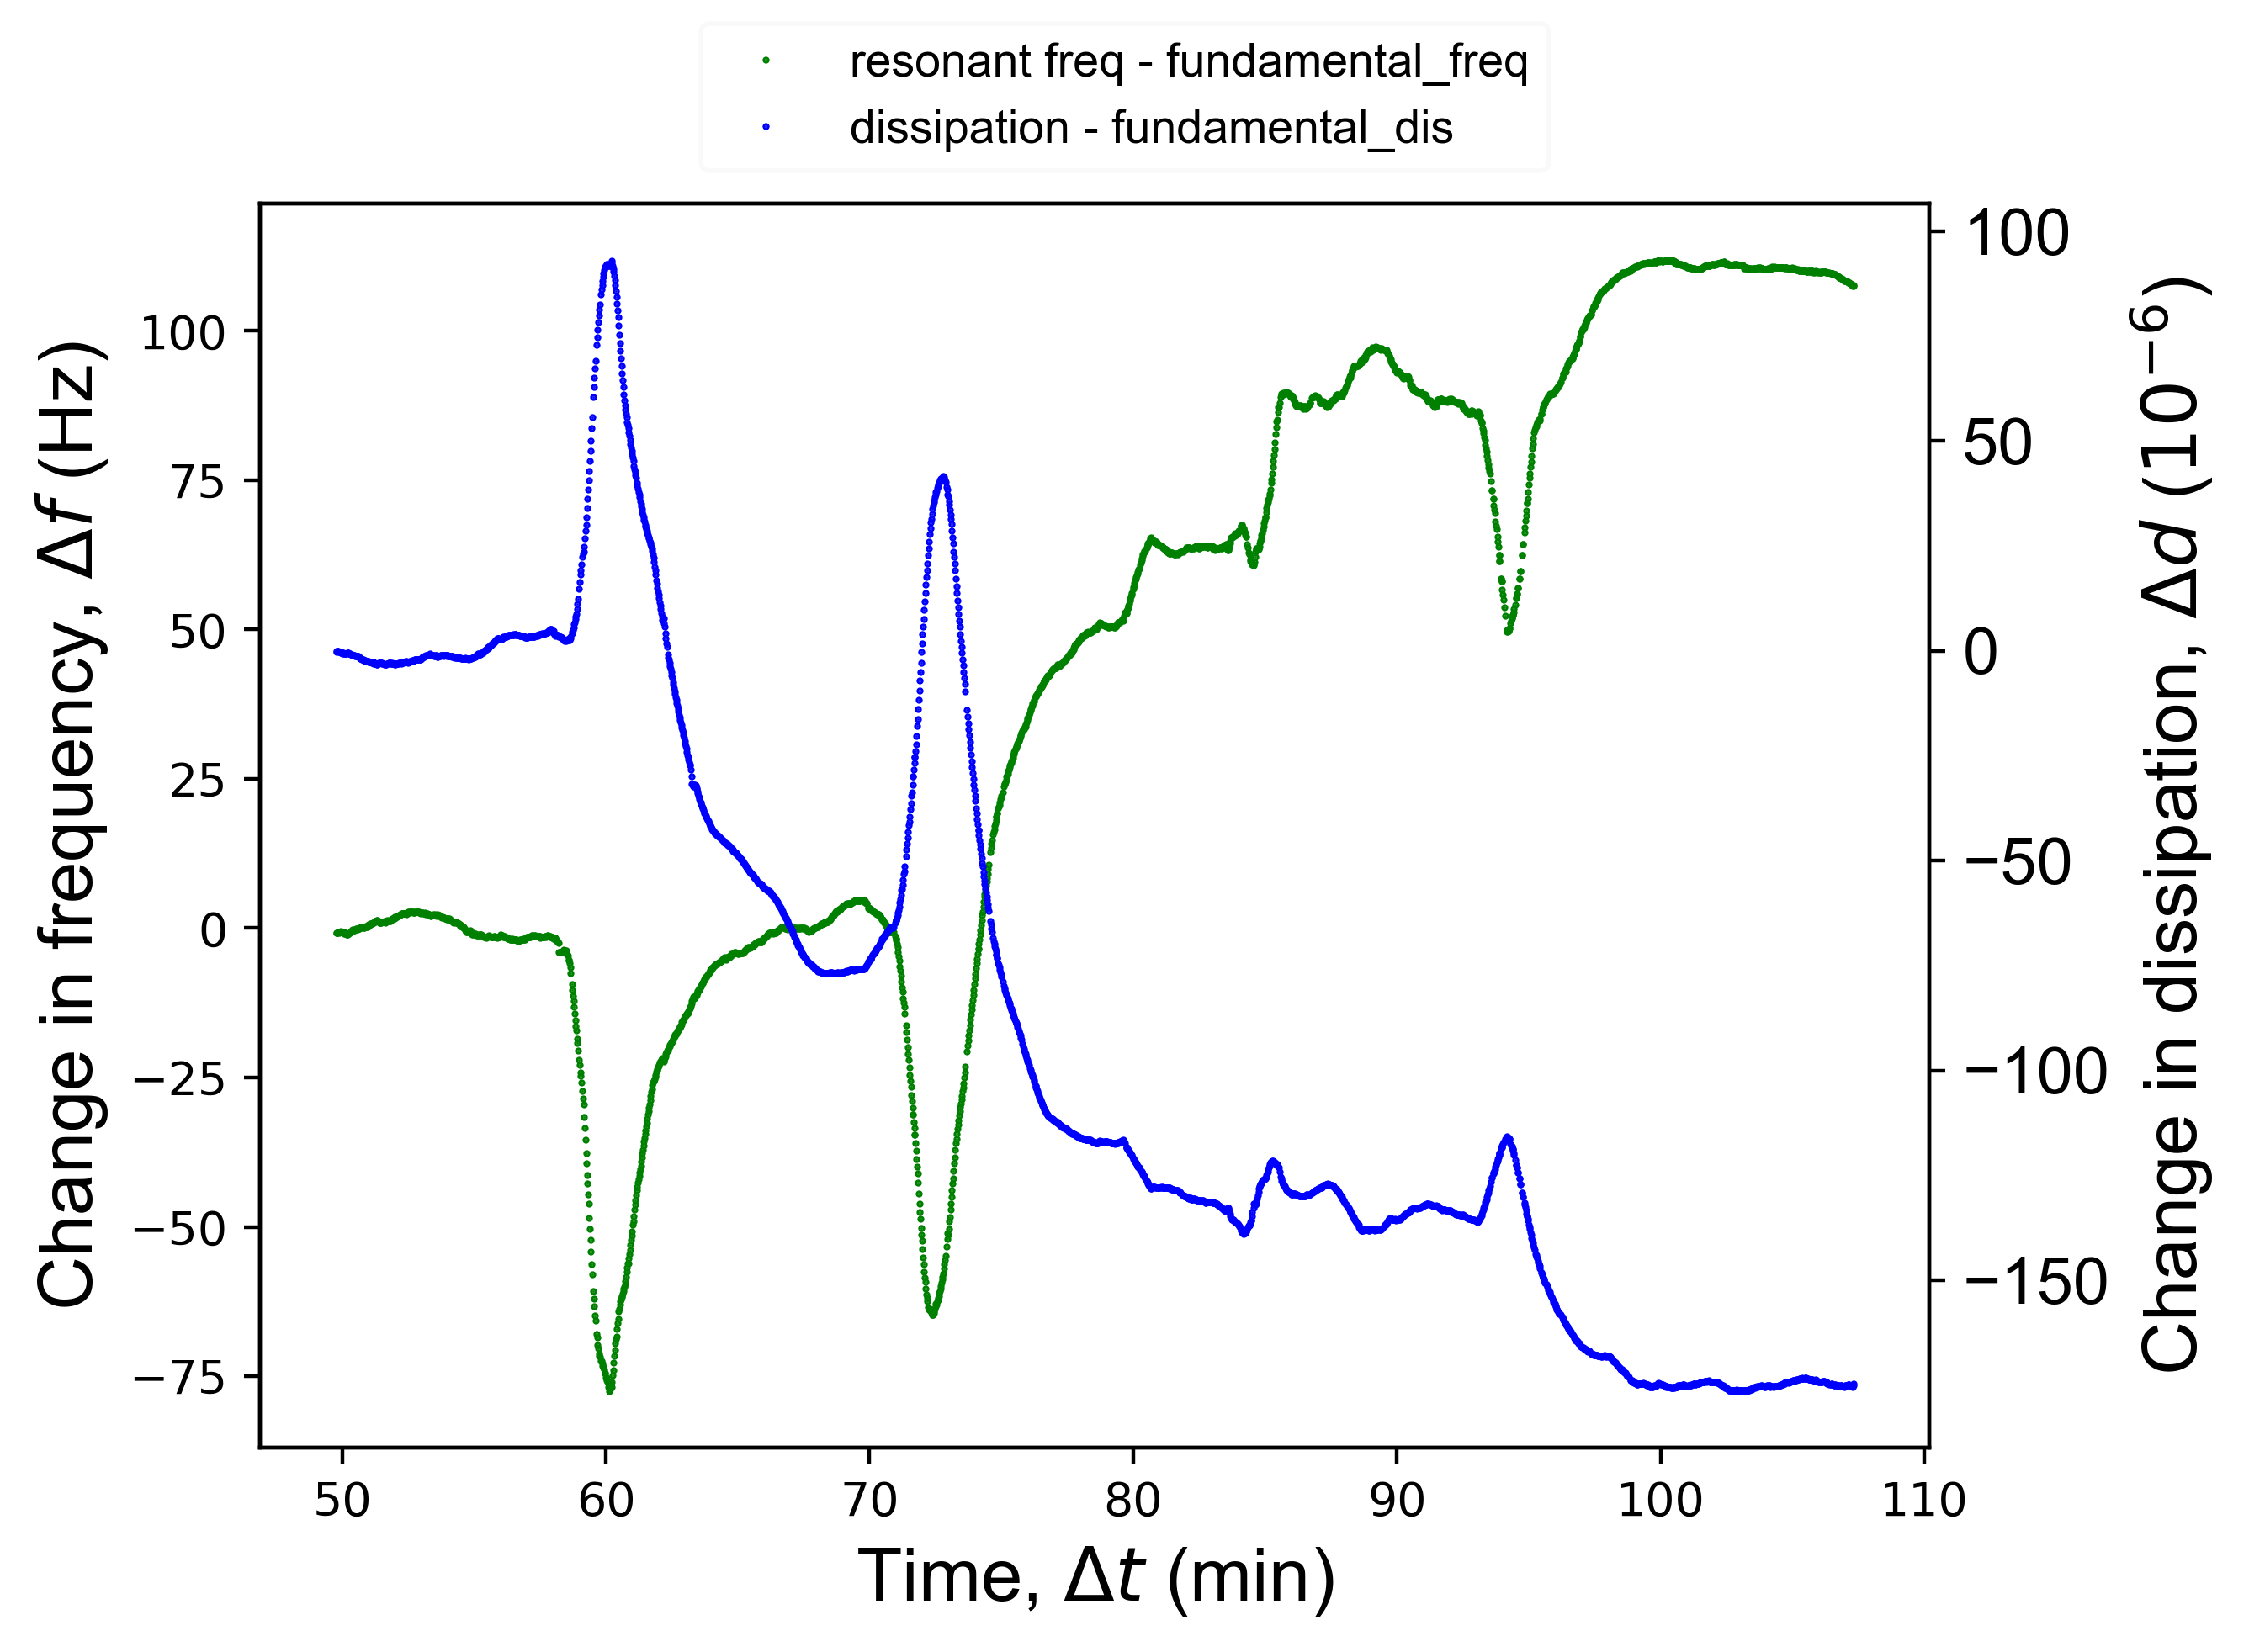 resonant freq - fundamental_freq
dissipation - fundamental_dis
Change in frequency, Δf (Hz)
100
75
50
25
0
−25
−50
−75
100
50
0
−50
−100
−150
Change in dissipation, Δd (10⁻⁶)
50 60 70 80 90 100 110
Time, Δt (min)